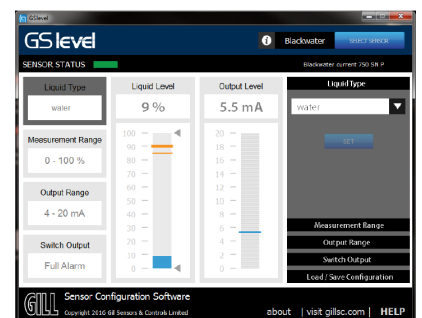 GSlevel
GSlevel
Blackwater
SELECT SENSOR
SENSOR STATUS
Blackwater current 750 SN P
Liquid Type
water
Measurement Range
0 - 100 %
Output Range
4 - 20 mA
Switch Output
Full Alarm
Liquid Level
9 %
100
90
80
70
60
50
40
30
20
10
0
Output Level
5.5 mA
20
18
16
14
12
10
8
6
4
2
0
Liquid Type
water
SET
Measurement Range
Output Range
Switch Output
Load / Save Configuration
GILL
Sensor Configuration Software
Copyright 2016 Gill Sensors & Controls Limited
about | visit gillsc.com | HELP